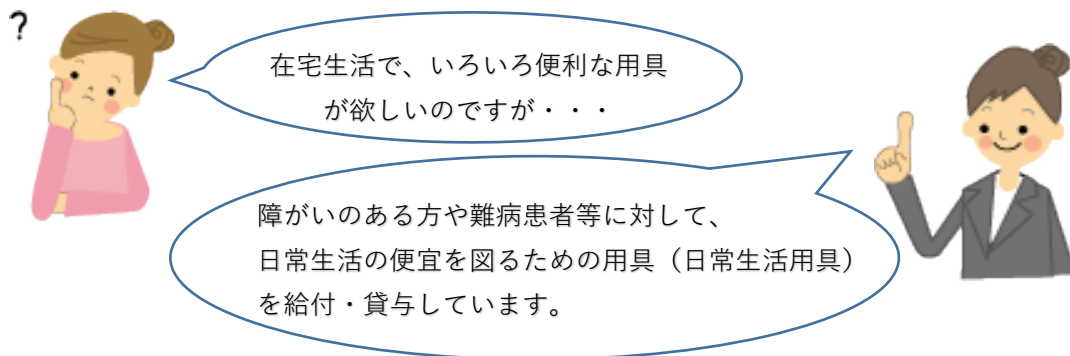 ?
在宅生活で、いろいろ便利な用具
が欲しいのですが・・・
障がいのある方や難病患者等に対して、
日常生活の便宜を図るための用具（日常生活用具）
を給付・貸与しています。